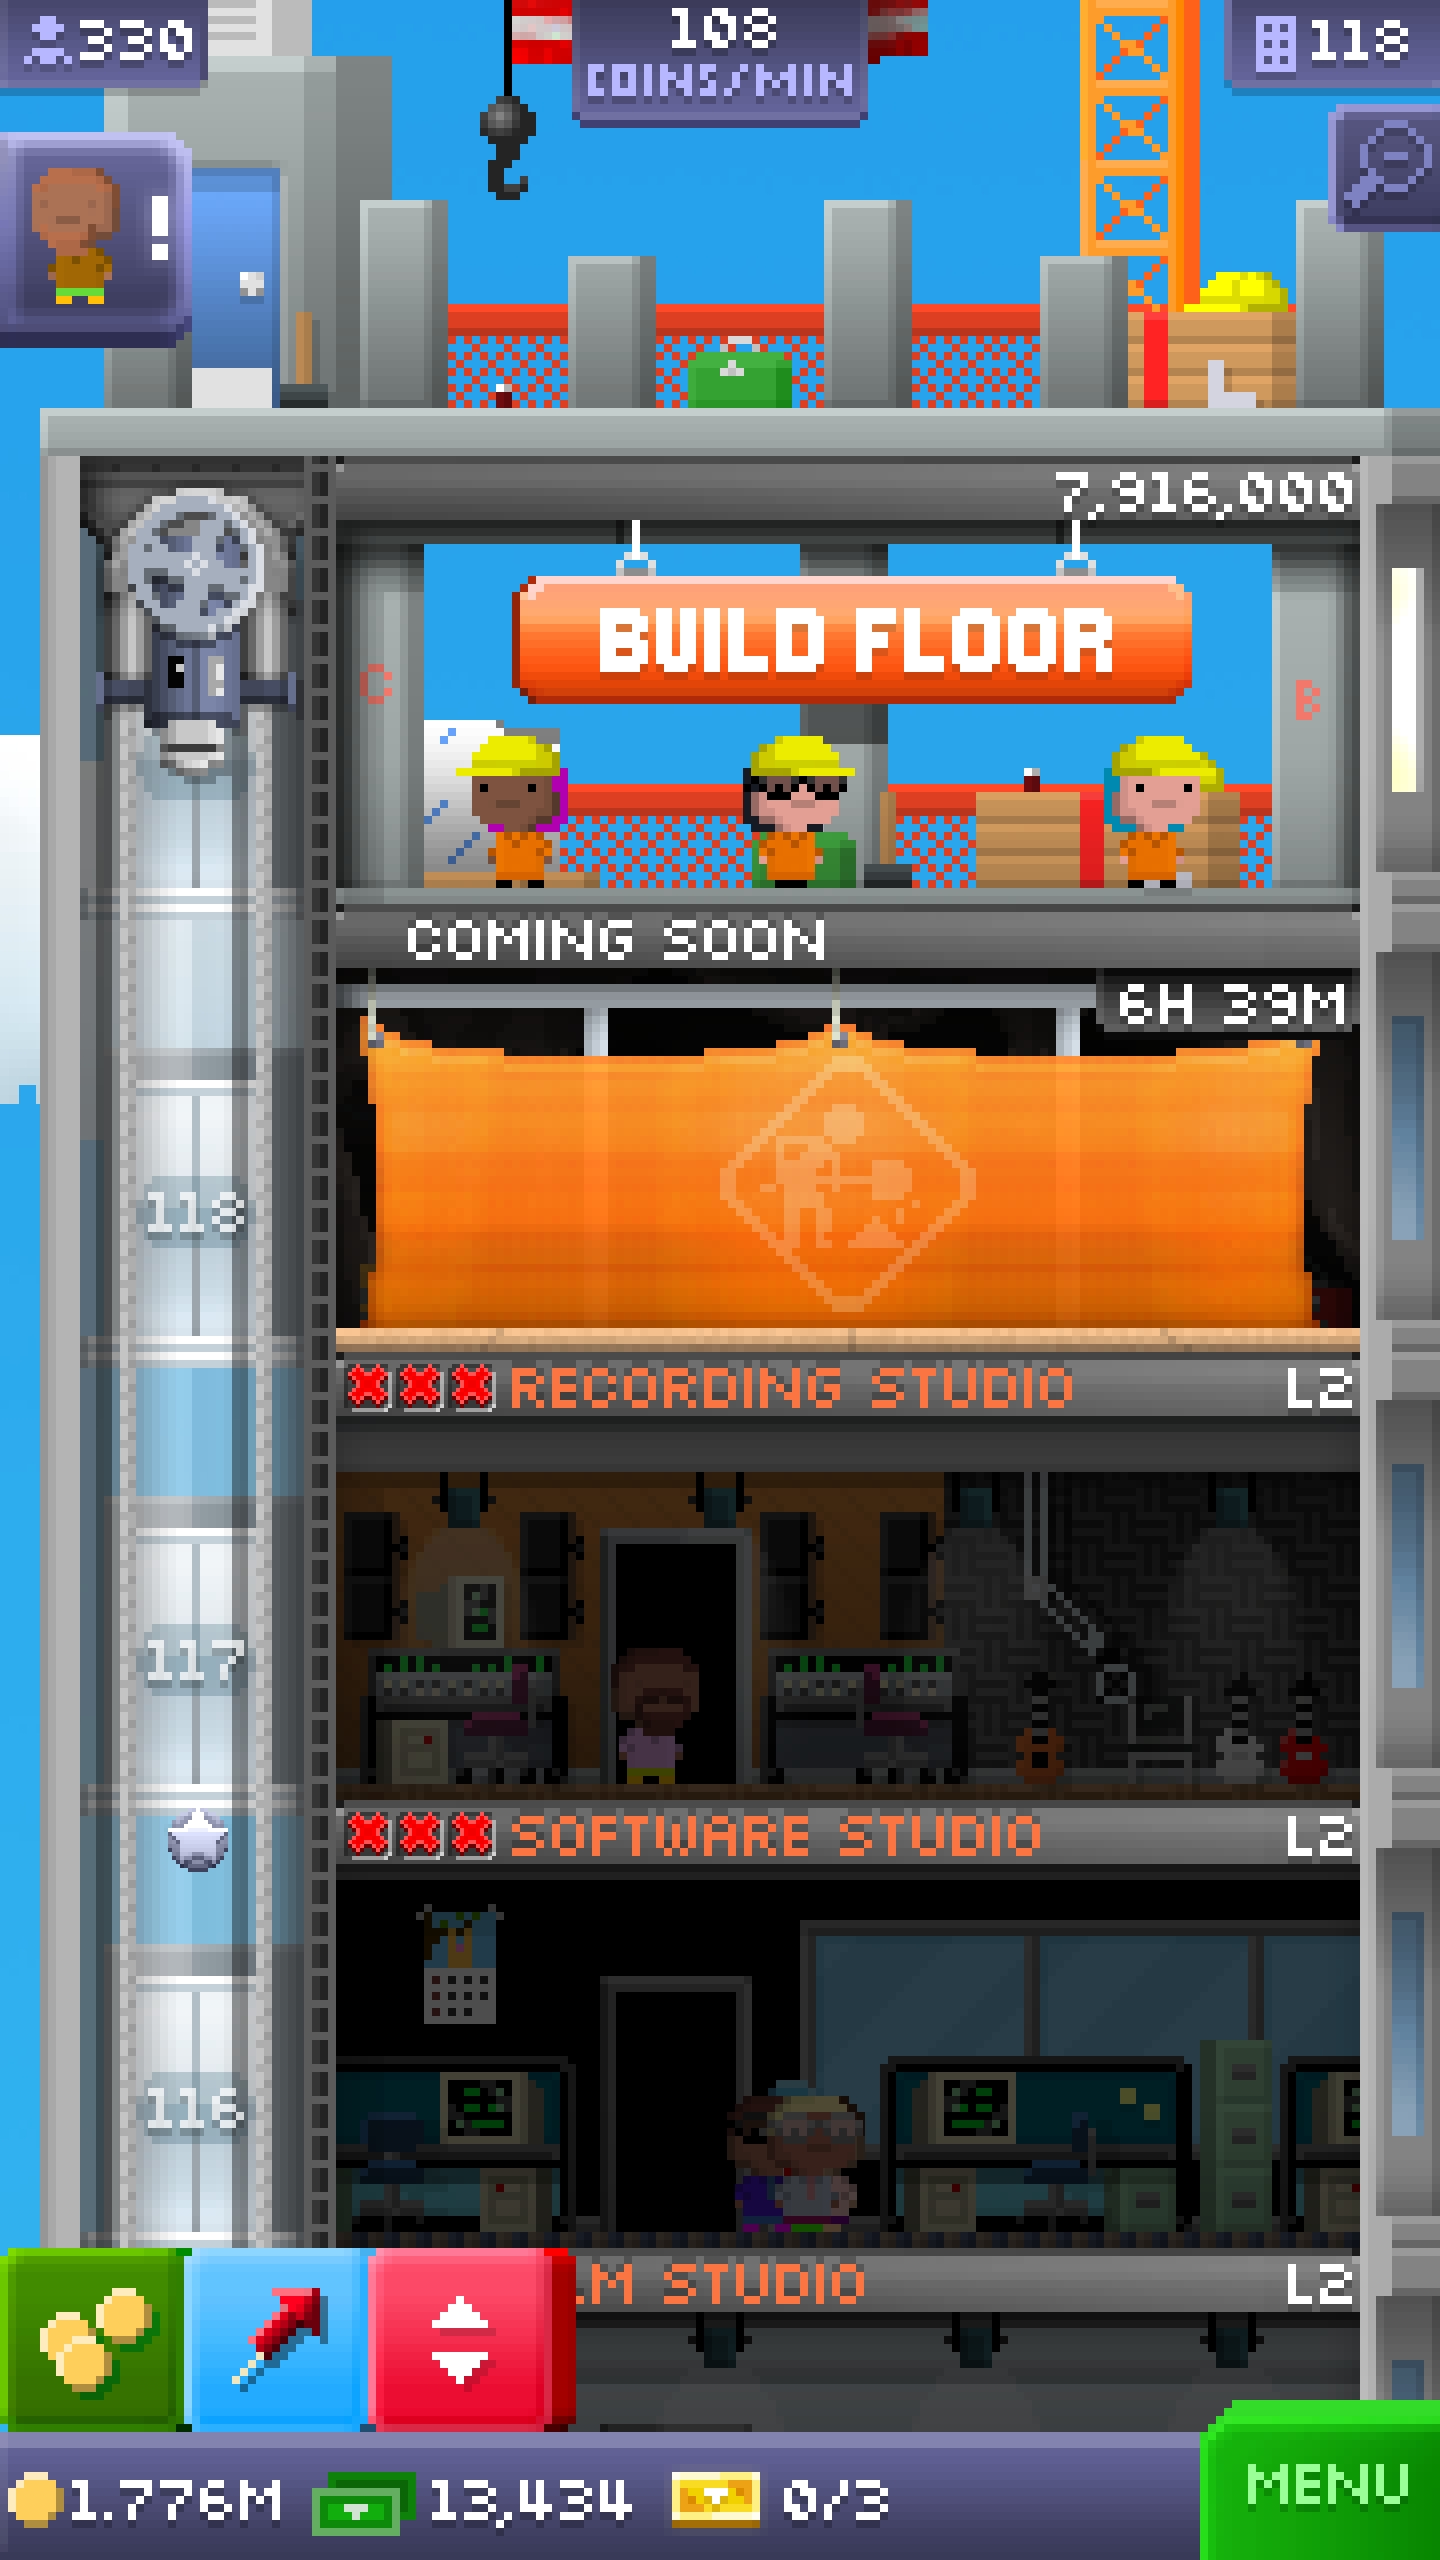 330
108
COINS/MIN
118
!
7,916,000
BUILD FLOOR
C
B
COMING SOON
6H 39M
118
RECORDING STUDIO L2
117
SOFTWARE STUDIO L2
116
LM STUDIO L2
1.776M 13,434 0/3
MENU